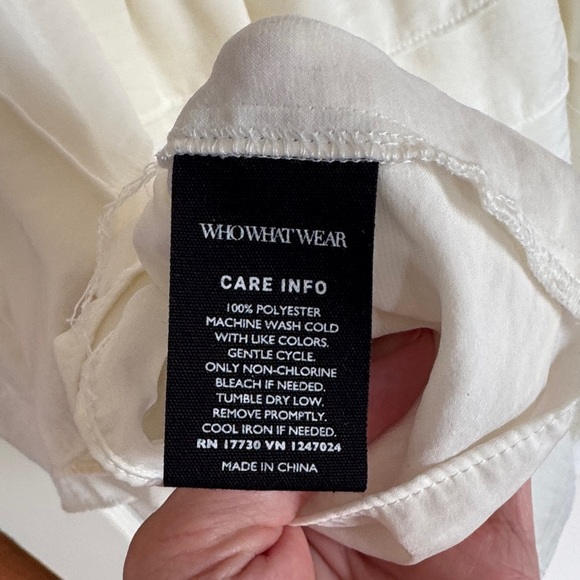 WHO WHAT WEAR
CARE INFO
100% POLYESTER
MACHINE WASH COLD
WITH LIKE COLORS.
GENTLE CYCLE.
ONLY NON-CHLORINE
BLEACH IF NEEDED.
TUMBLE DRY LOW.
REMOVE PROMPTLY.
COOL IRON IF NEEDED.
RN 17730 VN 1247024
MADE IN CHINA